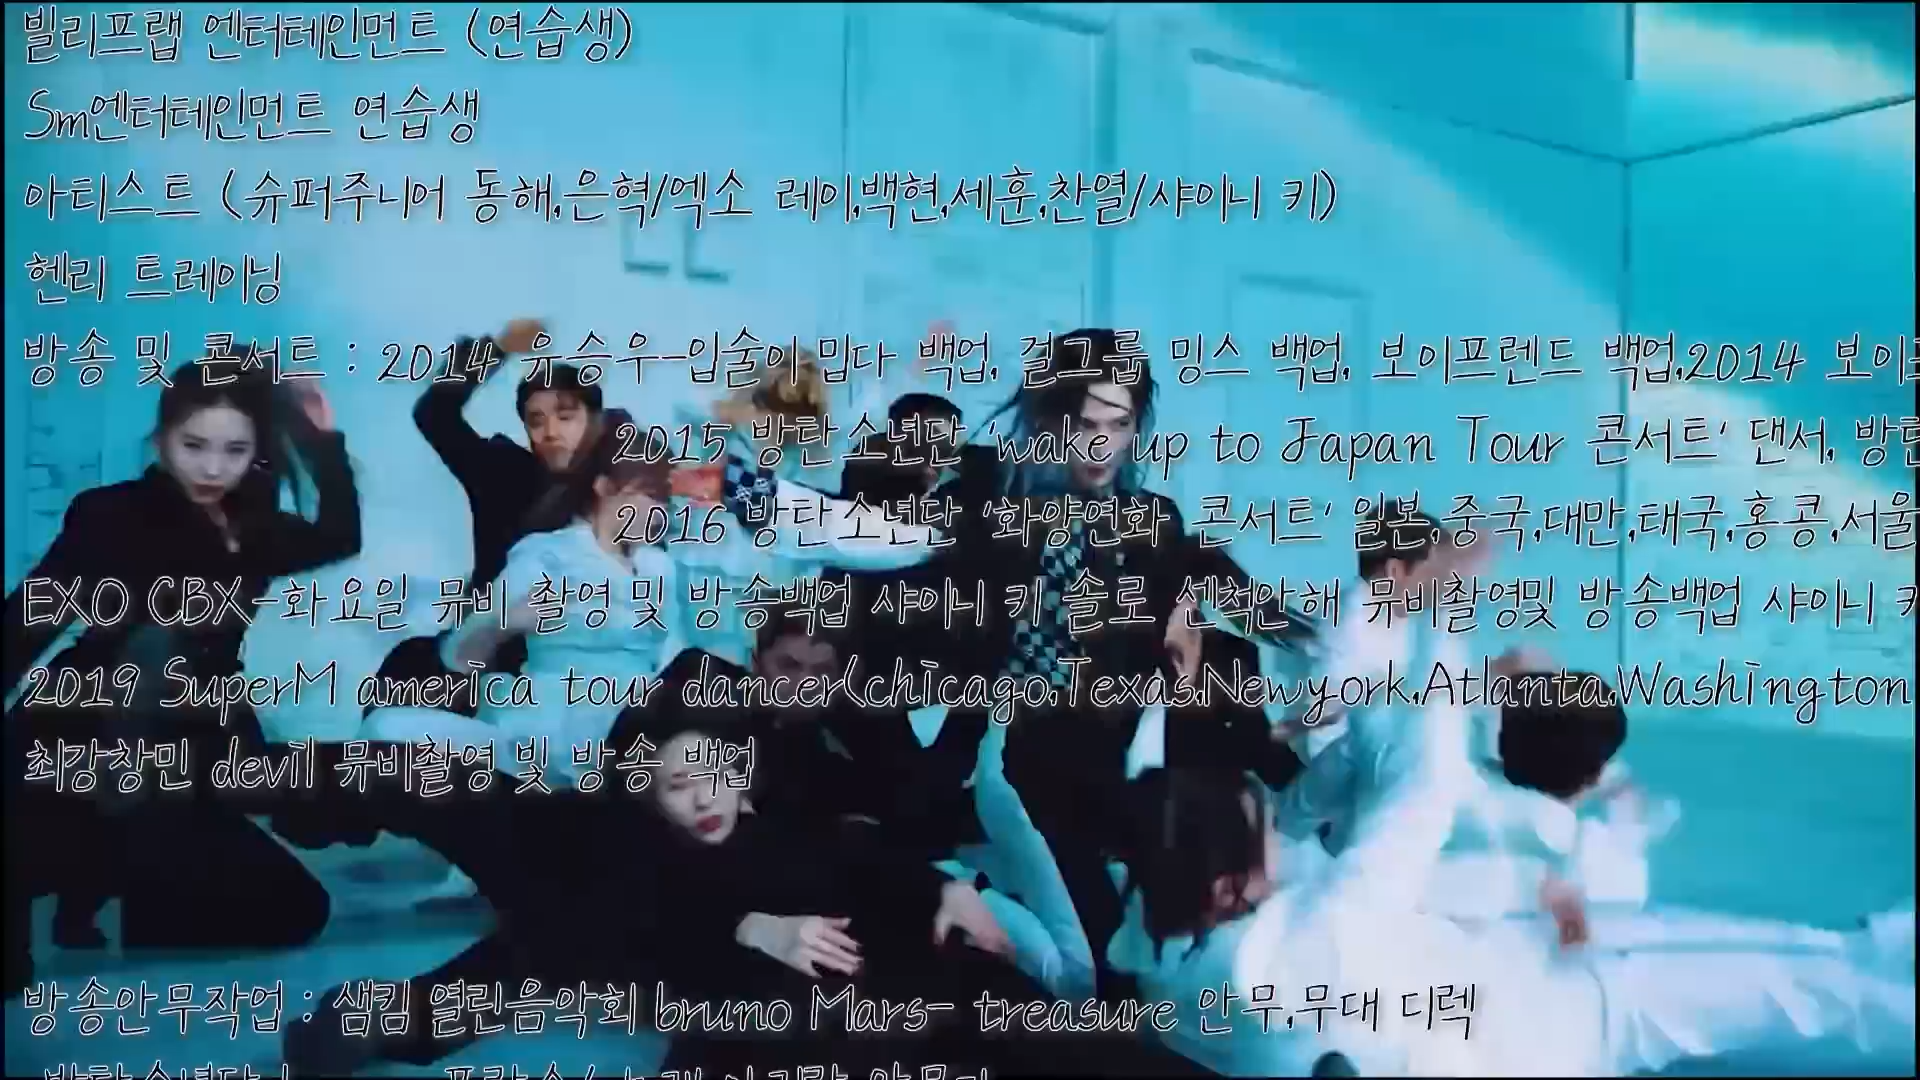 빌리프랩 엔터테인먼트 (연습생)
Sm엔터테인먼트 연습생
아티스트 (슈퍼주니어 동해,은혁/엑소 레이,백현,세훈,찬열/샤이니 키)
헨리 트레이닝
방송 및 콘서트 : 2014 유승우-입술이 밉다 백업, 걸그룹 밍스 백업, 보이프렌드 백업,2014 보이
2015 방탄소년단 'wake up to Japan Tour 콘서트' 댄서,
2016 방탄소년단 '화양연화 콘서트' 일본,중국,대만,태국,홍콩,서울
EXO CBX-화요일 뮤비 촬영 및 방송백업 샤이니 키 솔로 센척안해 뮤비촬영및 방송백업 샤이니
2019 SuperM america tour dancer(chicago,Texas,Newyork,Atlanta,Washington
최강창민 devil 뮤비촬영 및 방송 백업
방송안무작업 : 샘킴 열린음악회 bruno Mars- treasure 안무,무대 디렉